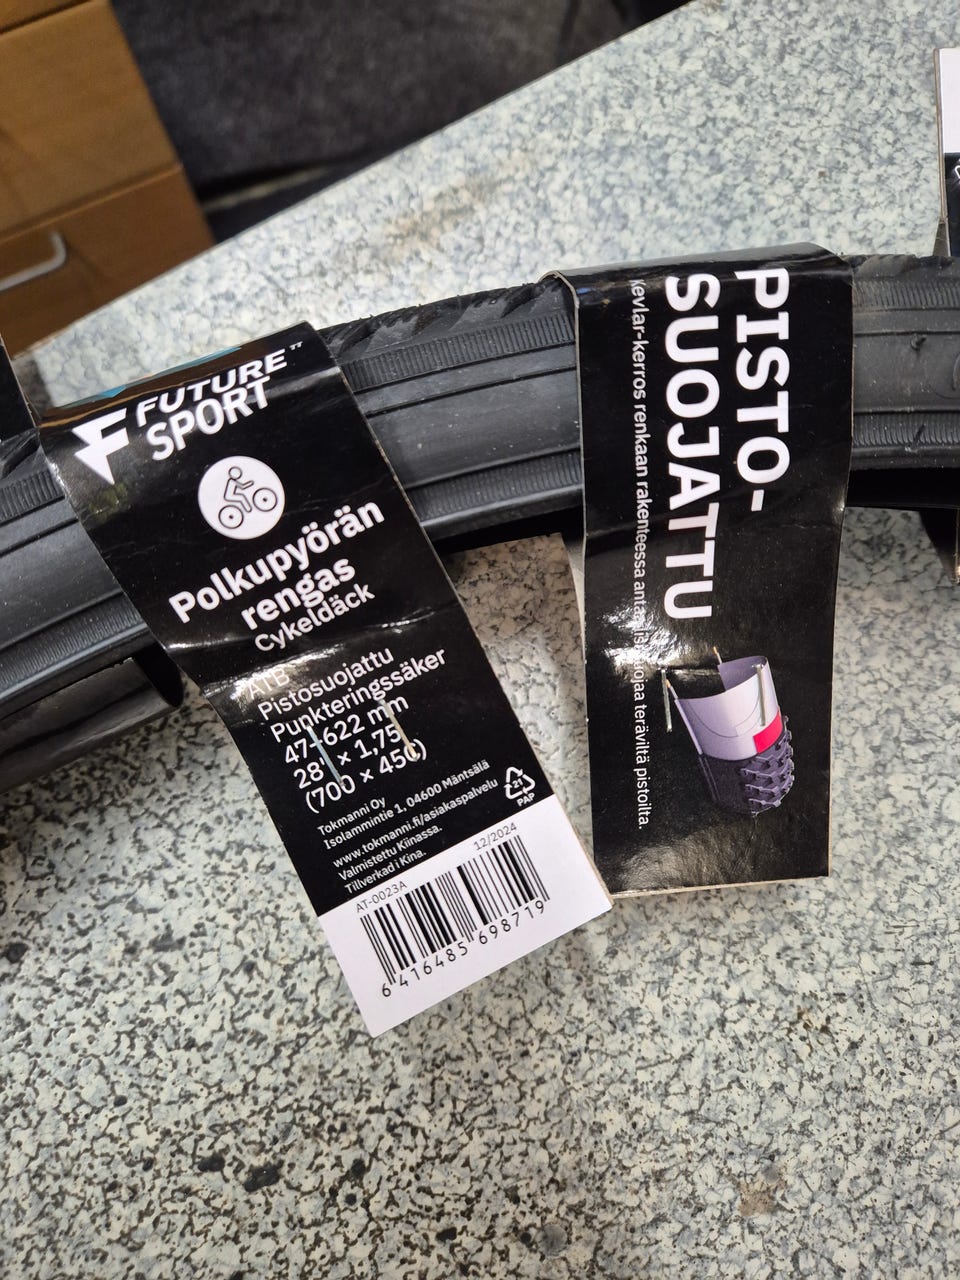 FUTURE
SPORT
Polkupyörän
rengas
Cykeldäck
ATB
Pistosuojattu
Punkteringssäker
47-622 mm
28" x 1,75
(700 x 45C)
Tokmanni Oy
Isolammintie 1, 04600 Mäntsälä
www.tokmanni.fi/asiakaspalvelu
Valmistettu Kiinassa.
Tillverkad i Kina.
21
PAP
AT-0023A
12/2024
6 416485 698719
PISTO-
SUOJATTU
kevlar-kerros renkaan rakenteessa suojaa teräviltä pistoilta.